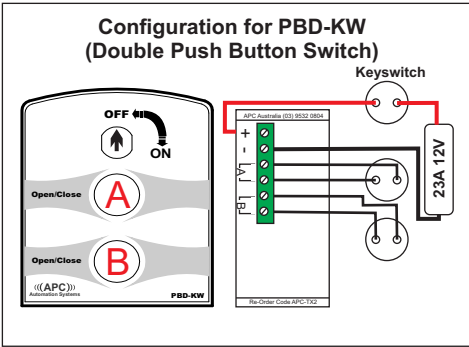 Configuration for PBD-KW
(Double Push Button Switch)
Keyswitch
OFF
ON
Open/Close
A
Open/Close
B
((APC))
Automation Systems
PBD-KW
APC Australia (03) 9532 0804
+
-
A
B
Re-Order Code APC-TX2
23A 12V